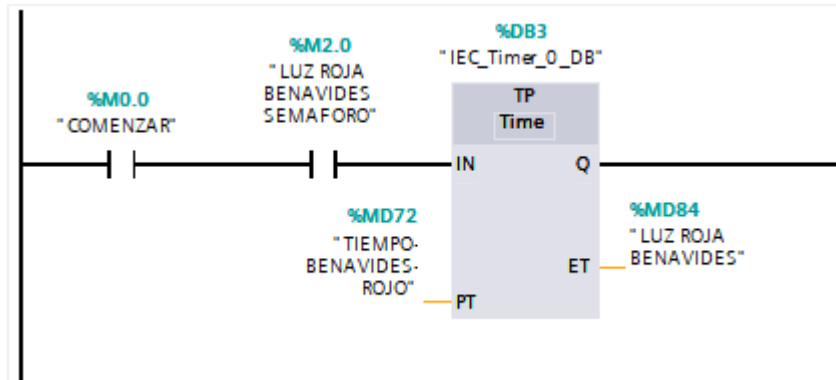 %DB3
"IEC_Timer_0_DB"
%M2.0
"LUZ ROJA
BENAVIDES
SEMAFORO"
%M0.0
"COMENZAR"
TP
Time
IN
Q
%MD72
"TIEMPO-
BENAVIDES-
ROJO"
PT
%MD84
"LUZ ROJA
BENAVIDES"
ET